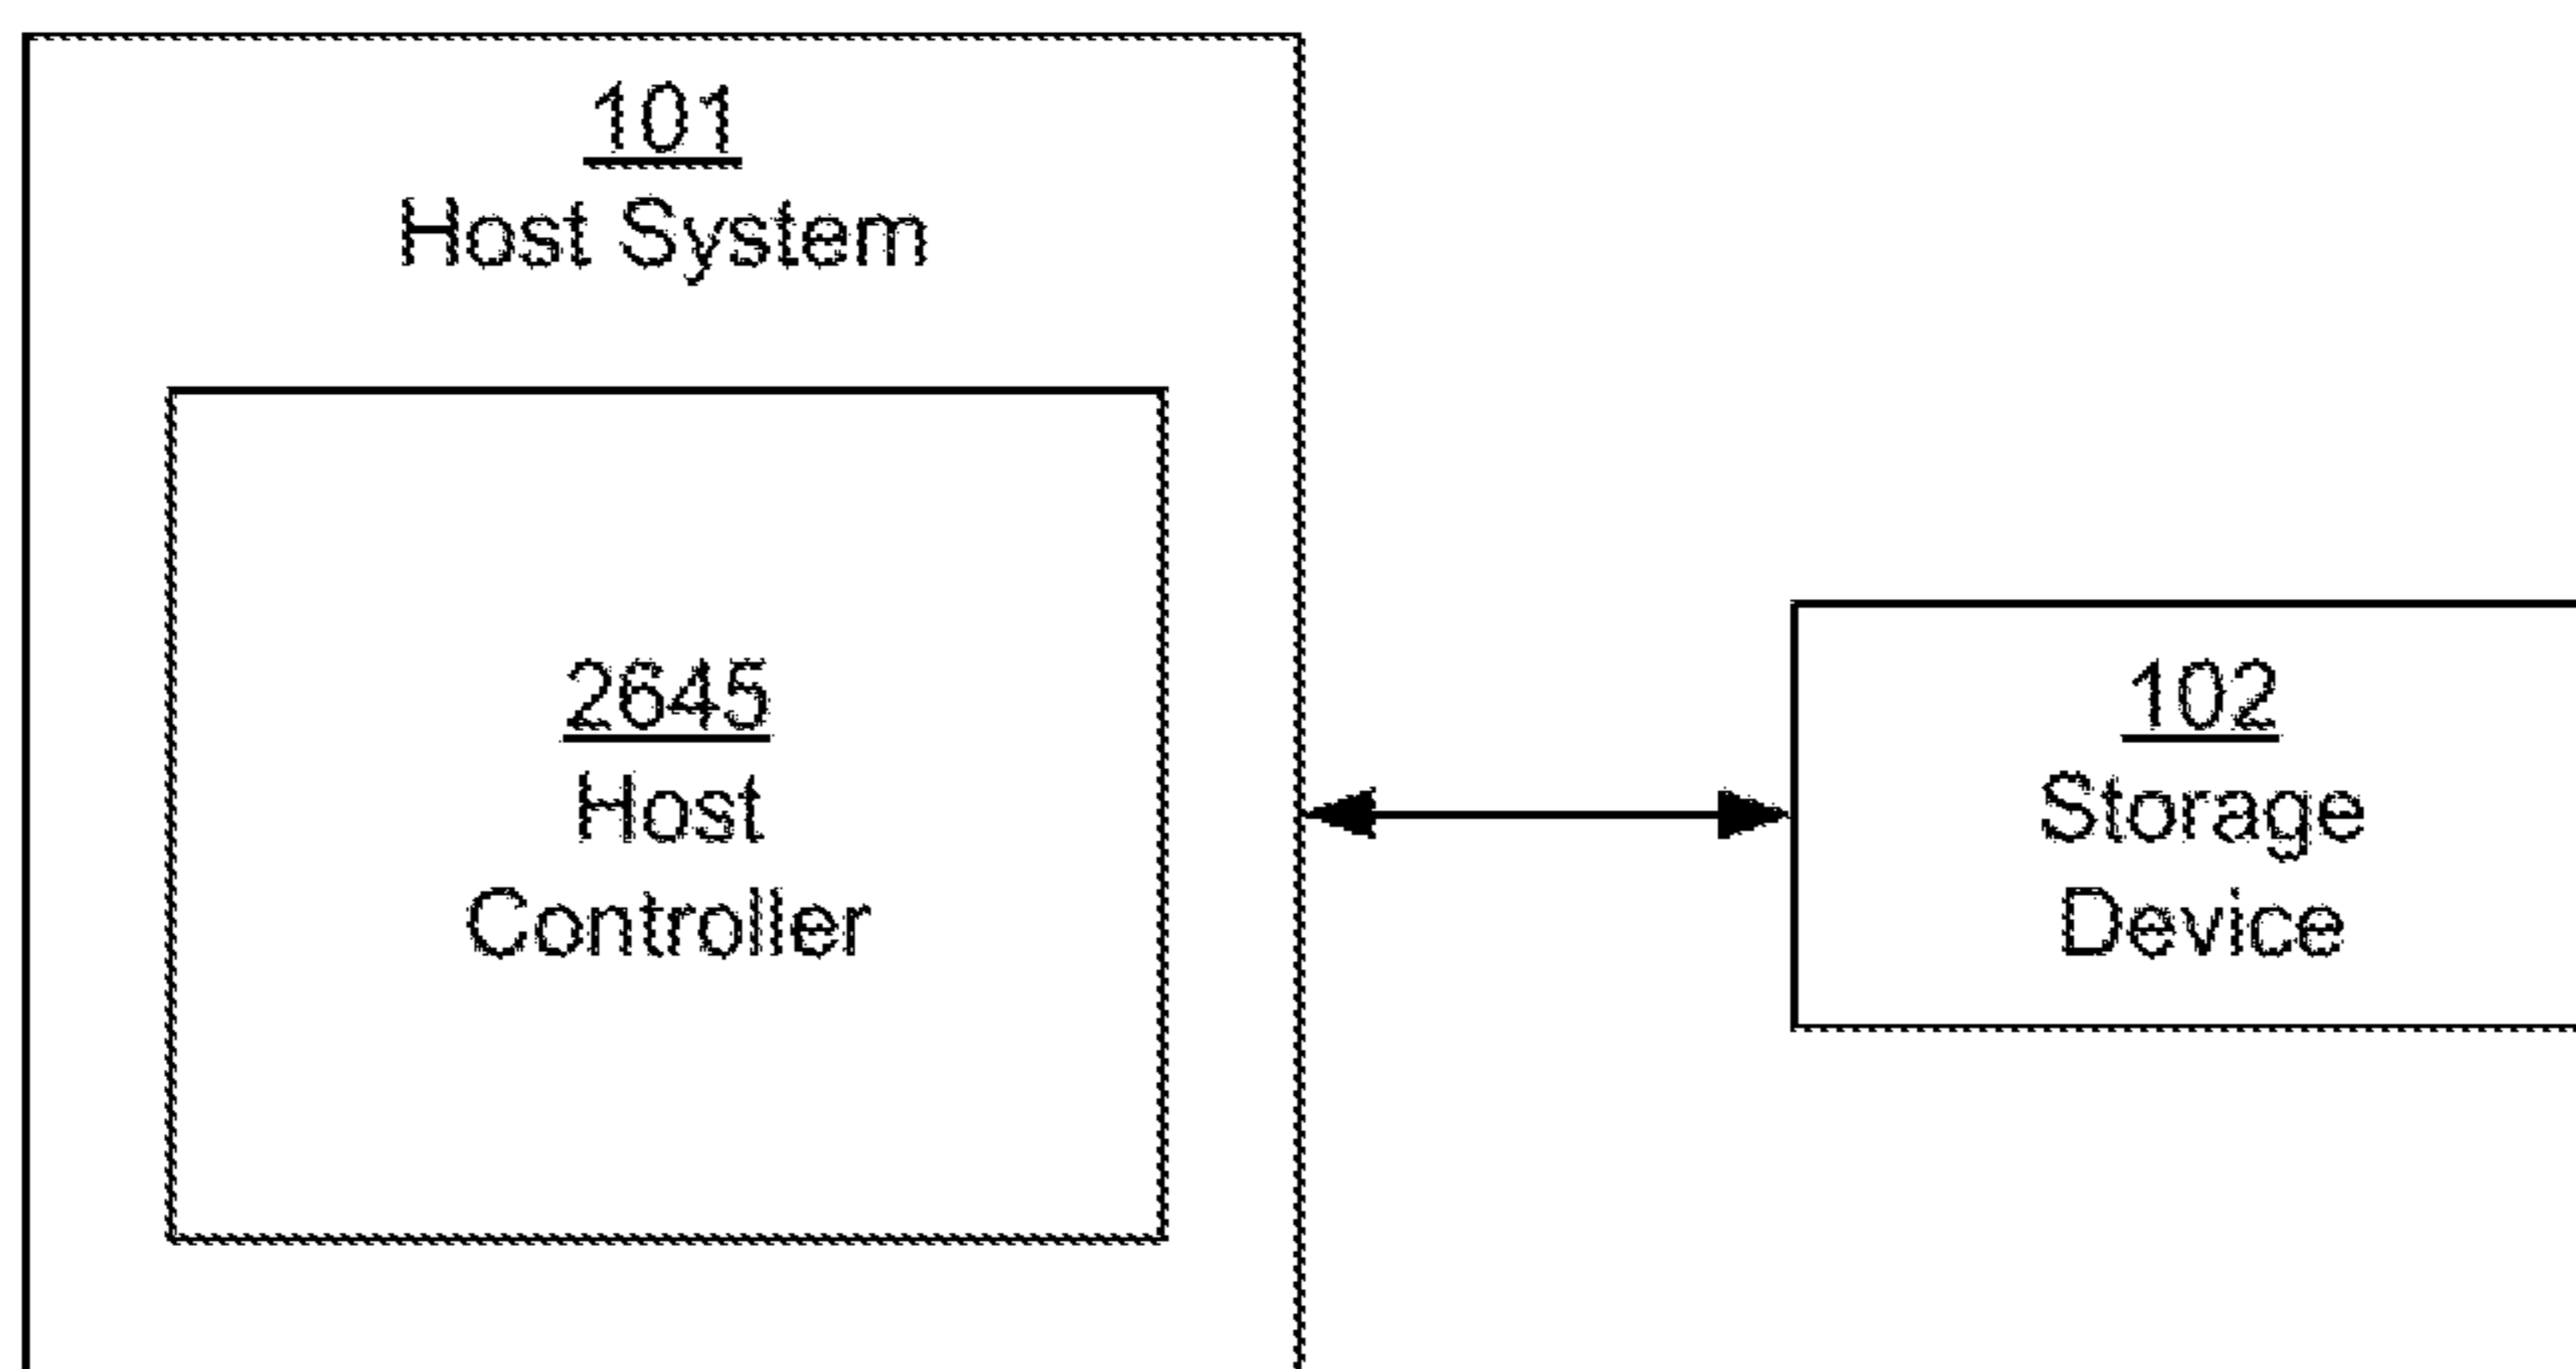 101
Host System
2645
Host
Controller
102
Storage
Device